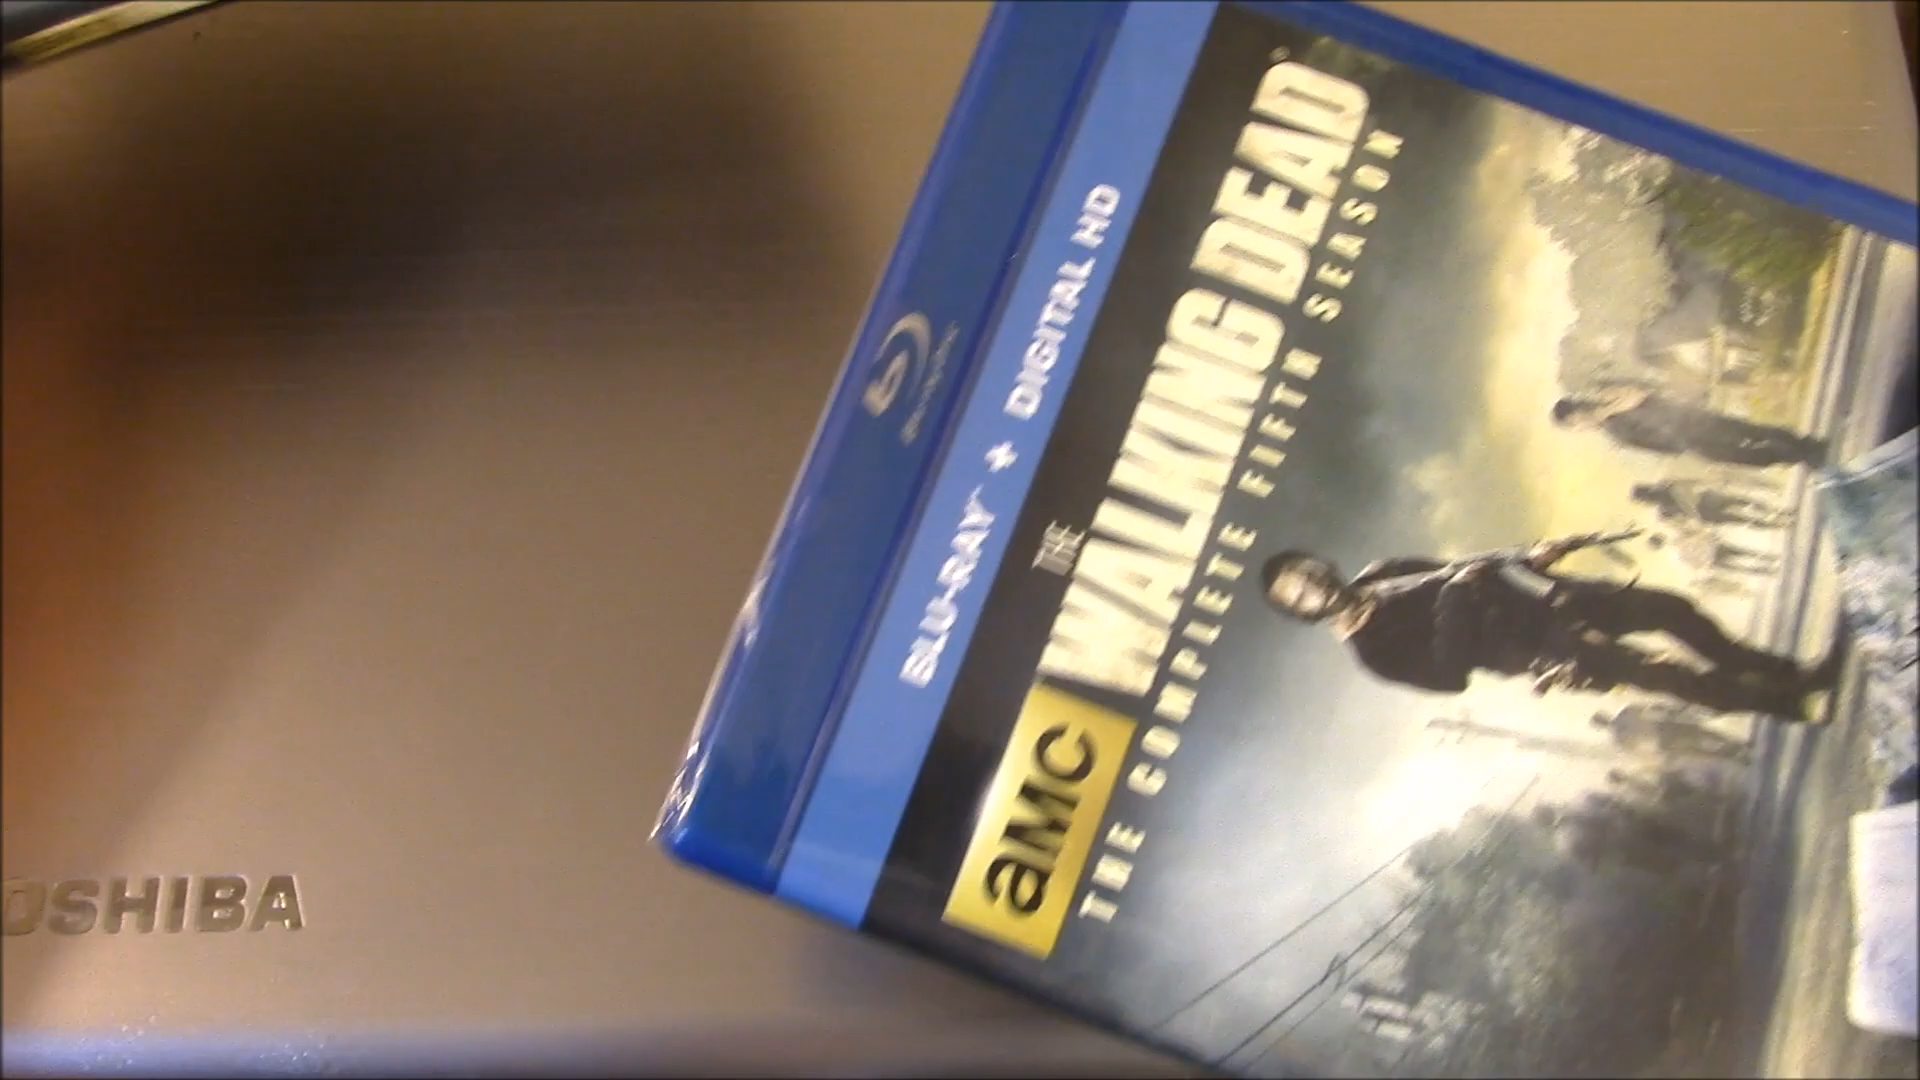 BLU-RAY + DIGITAL HD
THE
WALKING DEAD
aMC
THE COMPLETE FIFTH SEASON
OSHIBA